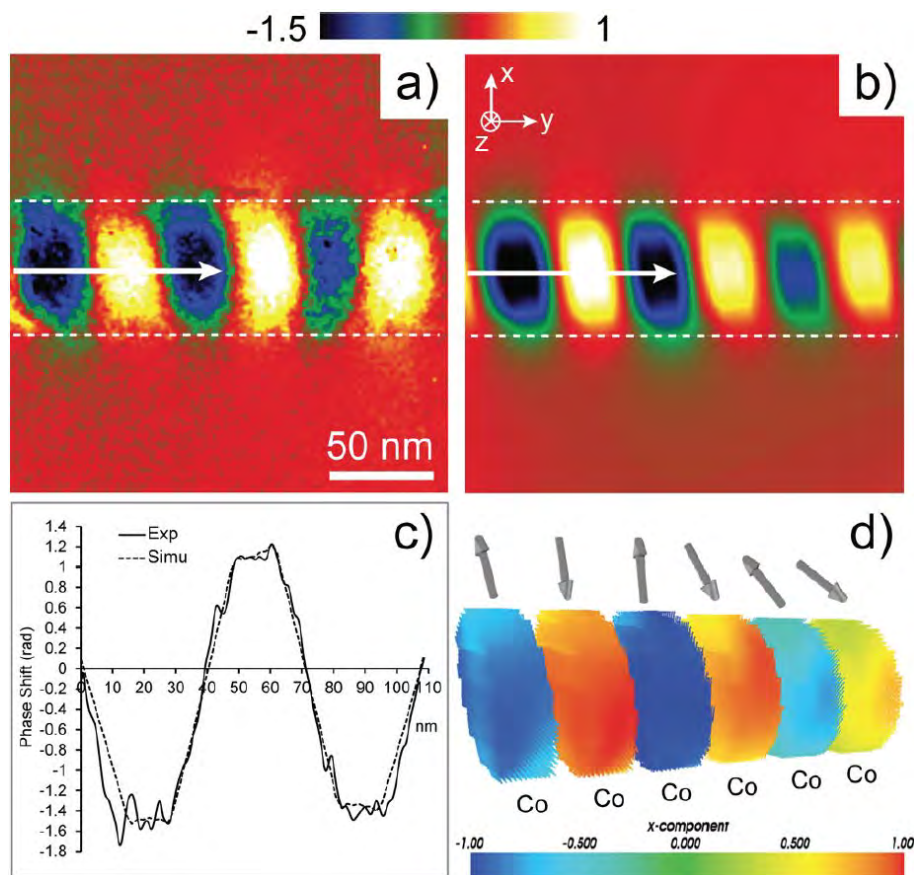 -1.5 1
a)
b)
x
y
z
50 nm
c)
Exp
Simu
Phase Shift (rad)
1.4
1.2
1
0.8
0.6
0.4
0.2
0
-0.2
-0.4
-0.6
-0.8
-1
-1.2
-1.4
-1.6
-1.8
0 10 20 30 40 50 60 70 80 90 100 110
nm
d)
Co Co Co Co Co Co
x-component
-1.00 -0.500 0.000 0.500 1.00